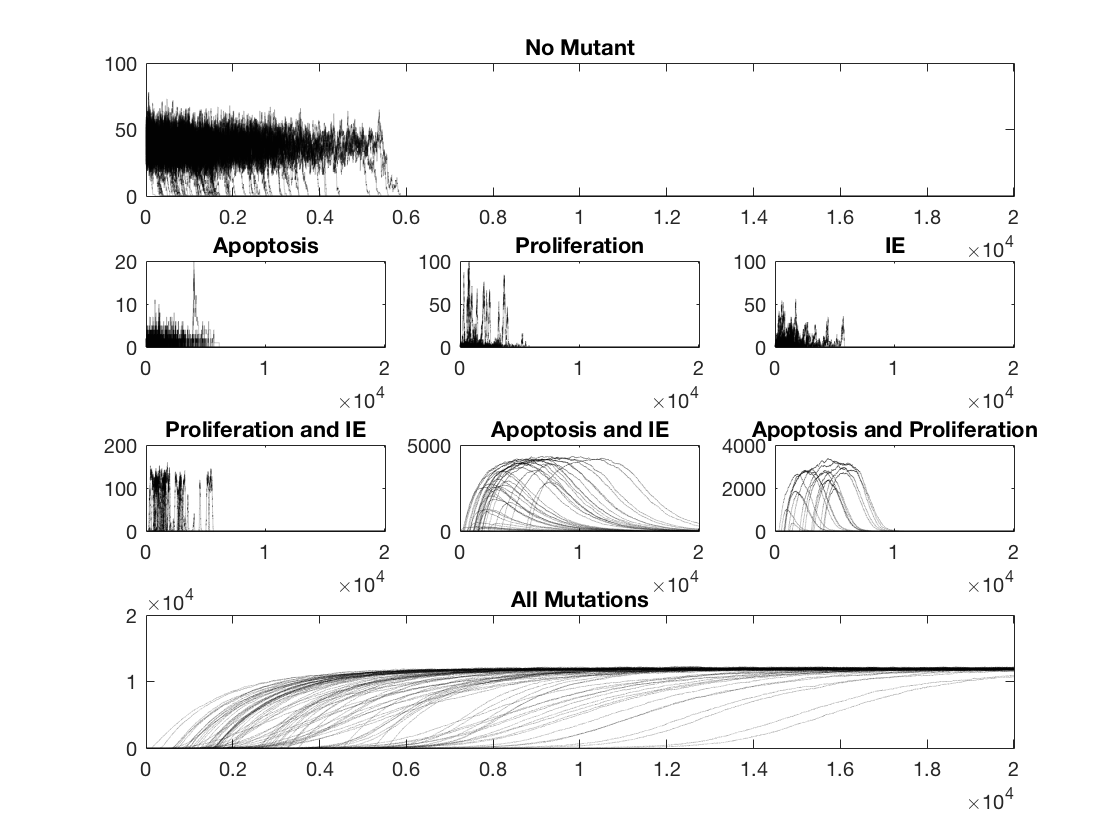 No Mutant
100
50
0
0 0.2 0.4 0.6 0.8 1 1.2 1.4 1.6 1.8 2
×10^4
Apoptosis Proliferation IE
20 100 100
10 50 50
0 0 0
0 1 2 0 1 2 0 1 2
×10^4 ×10^4 ×10^4
Proliferation and IE Apoptosis and IE Apoptosis and Proliferation
200 5000 4000
100 2000
0 0 0
0 1 2 0 1 2 0 1 2
×10^4 ×10^4 ×10^4
All Mutations
×10^4
2
1
0
0 0.2 0.4 0.6 0.8 1 1.2 1.4 1.6 1.8 2
×10^4